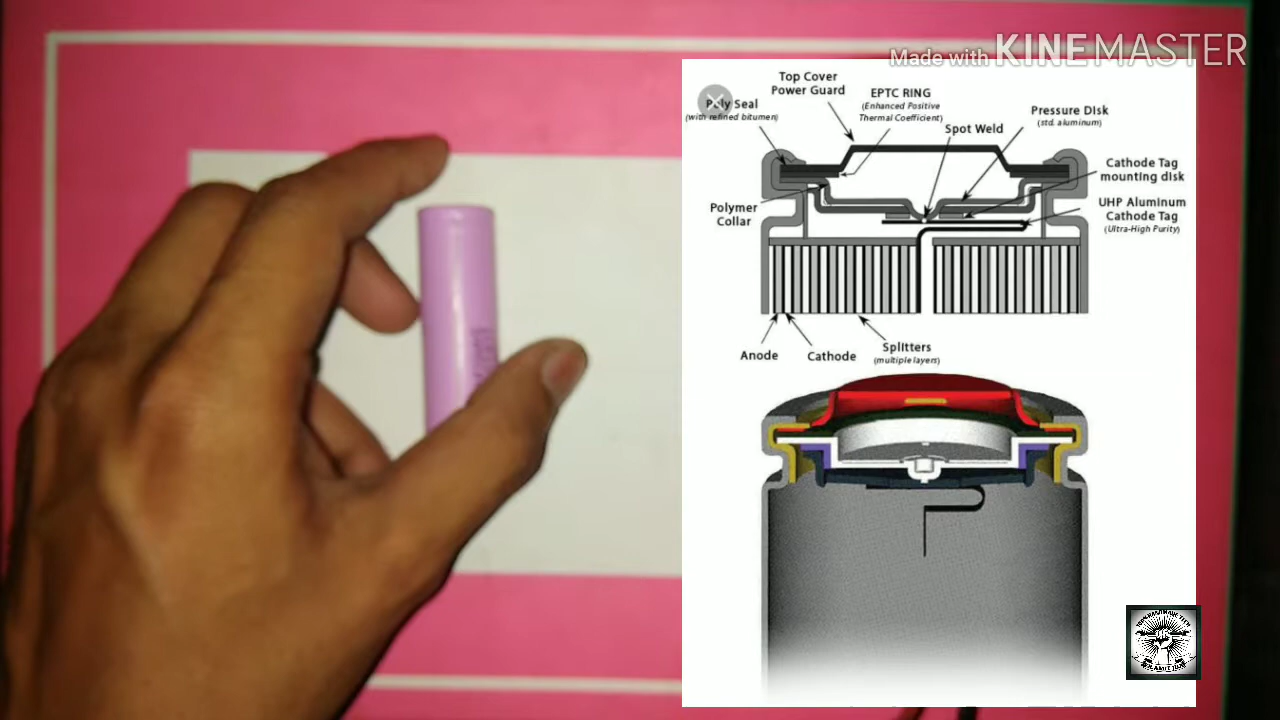 Made with KINEMASTER
Top Cover
Power Guard
Poly Seal
(with refined bitumen)
EPTC RING
(Enhanced Positive
Thermal Coefficient)
Spot Weld
Pressure Disk
(std. aluminum)
Cathode Tag
mounting disk
Polymer
Collar
UHP Aluminum
Cathode Tag
(Ultra-High Purity)
Anode
Cathode
Splitters
(multiple layers)